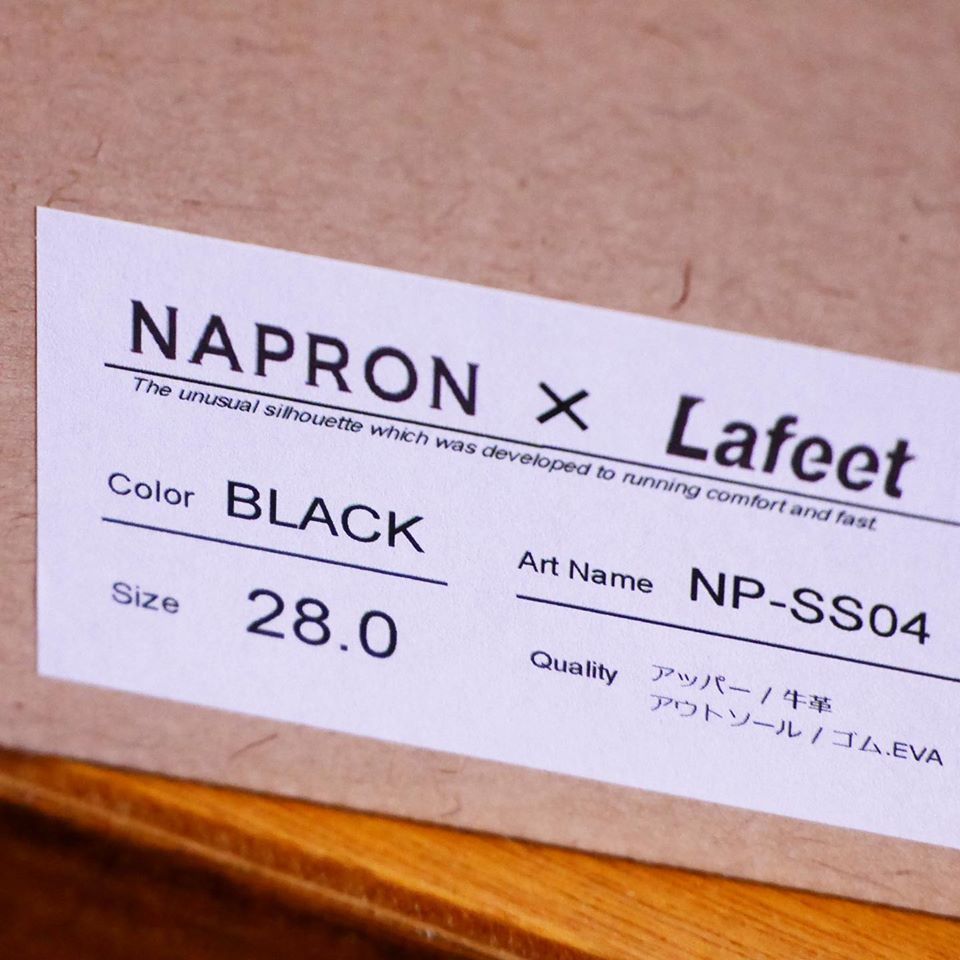 NAPRON × Lafeet
The unusual silhouette which was developed to running comfort and fast
Color BLACK
Size 28.0
Art Name NP-SS04
Quality アッパー / 牛革
アウトソール / ゴム.EVA